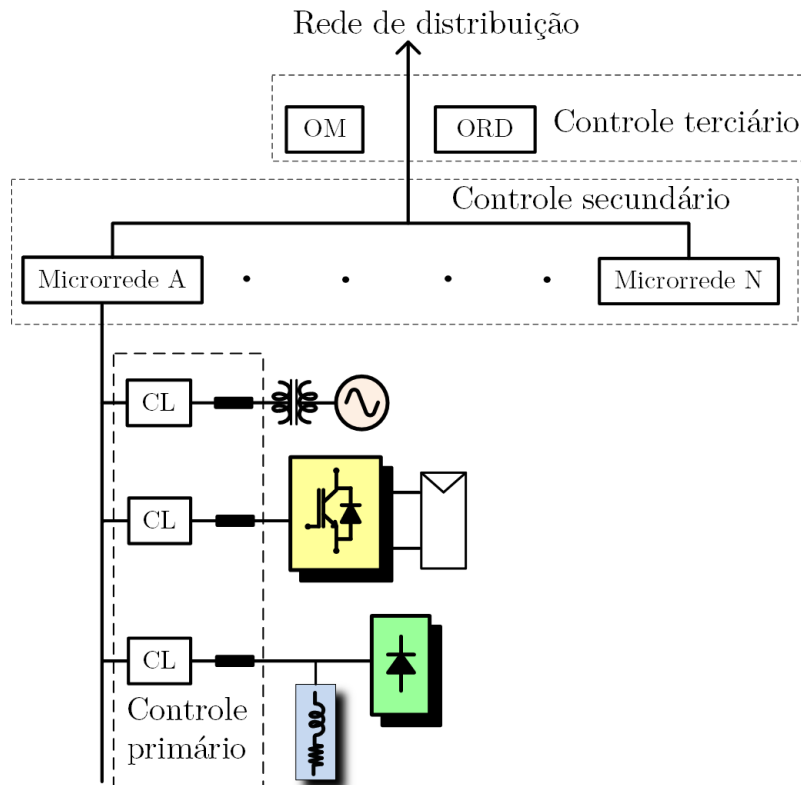 Rede de distribuição
OM
ORD
Controle terciário
Controle secundário
Microrrede A
Microrrede N
CL
CL
CL
Controle
primário